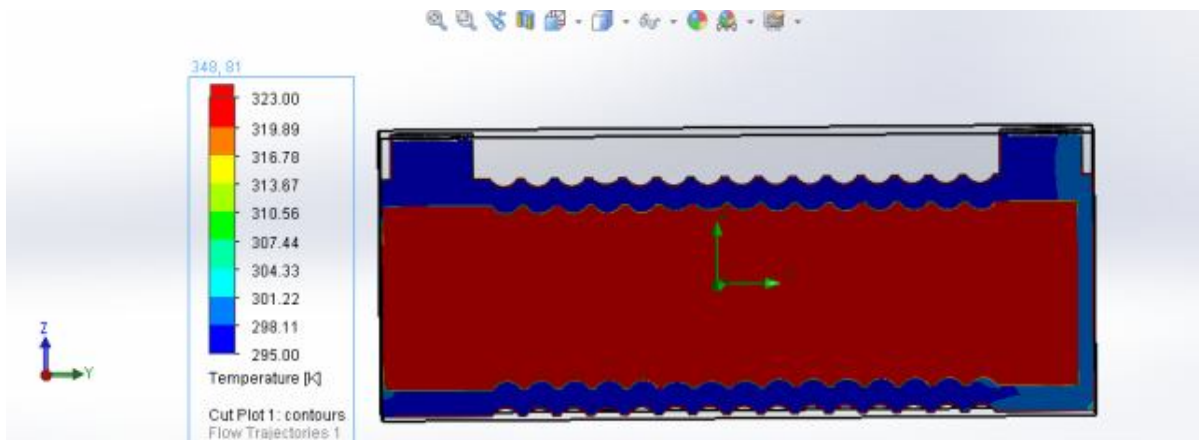 348, 81
323.00
319.89
316.78
313.67
310.56
307.44
304.33
301.22
298.11
295.00
Temperature [K]
Cut Plot 1: contours
Flow Trajectories 1
Z
Y